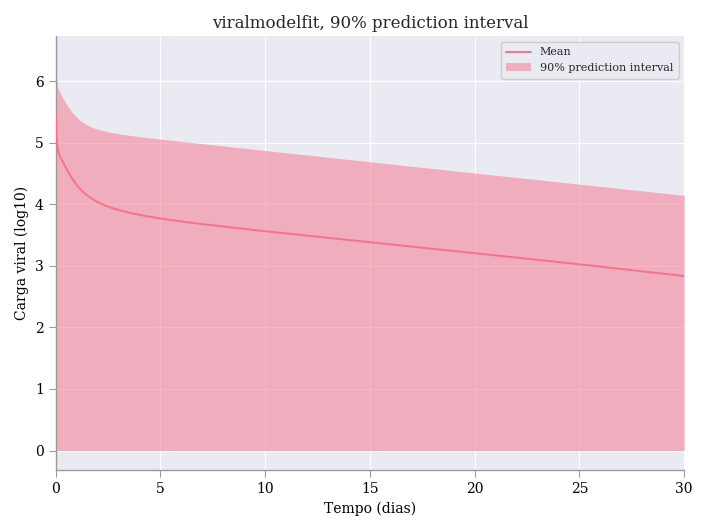 viralmodelfit, 90% prediction interval
Mean
90% prediction interval
Carga viral (log10)
6
5
4
3
2
1
0
0 5 10 15 20 25 30
Tempo (dias)